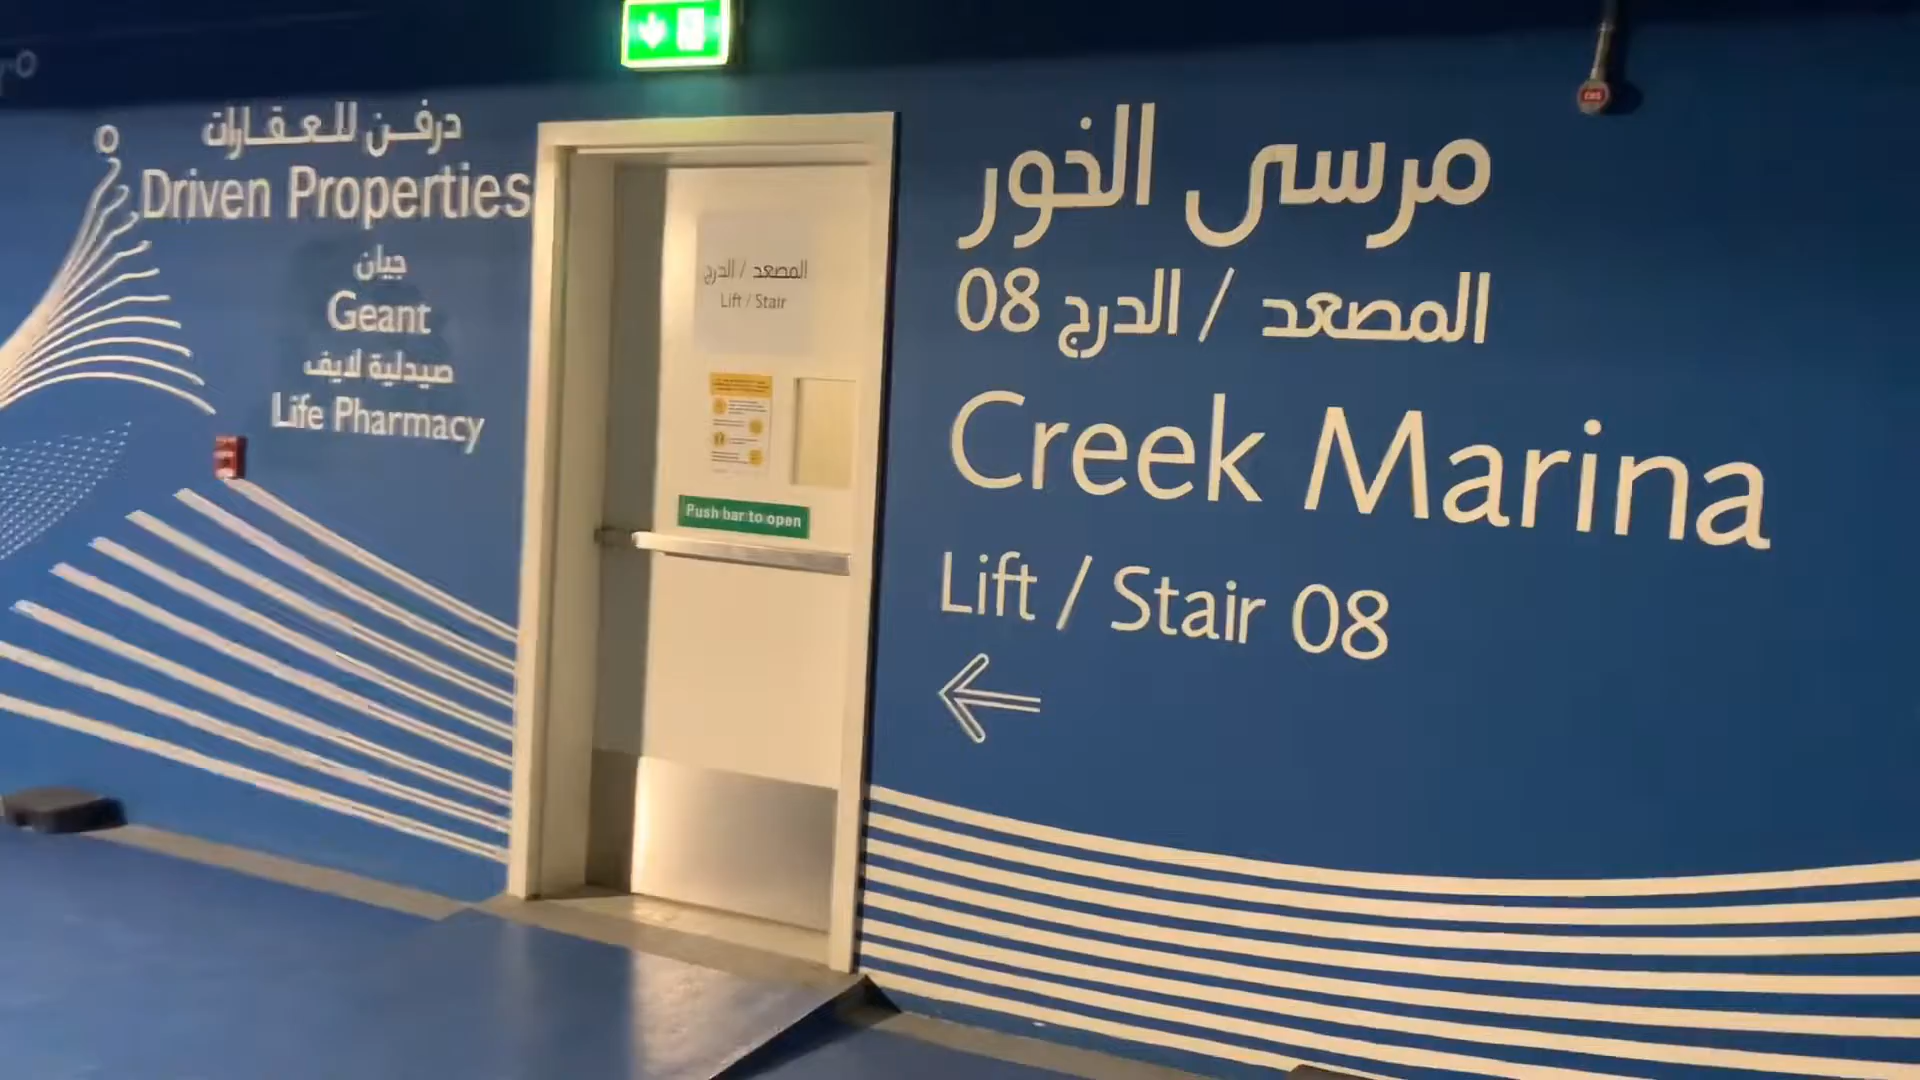 درفن للعقارات
Driven Properties
جيان
Geant
صيدلية لايف
Life Pharmacy
المصعد / الدرج
Lift / Stair
Push bar to open
مرسى الخور
المصعد / الدرج 08
Creek Marina
Lift / Stair 08